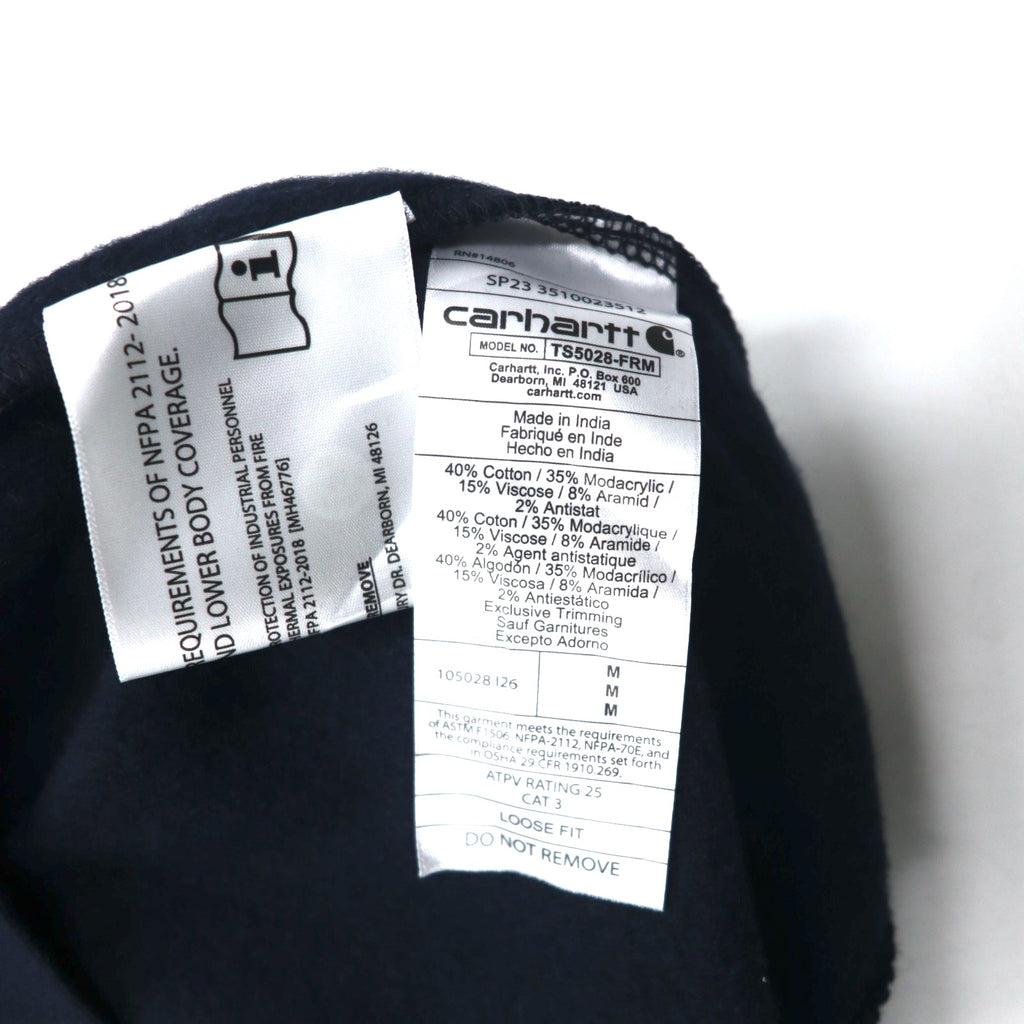 EQUIREMENTS OF NFPA 2112-2018
ND LOWER BODY COVERAGE.
OTECTION OF INDUSTRIAL PERSONNEL
ERMAL EXPOSURES FROM FIRE
FPA 2112-2018 [MH46776]
REMOVE
RY DR. DEARBORN, MI 48126
RN#14806
SP23 3510023512
carhartt
MODEL NO. TS5028-FRM
Carhartt, Inc. P.O. Box 600
Dearborn, MI 48121 USA
carhartt.com
Made in India
Fabriqué en Inde
Hecho en India
40% Cotton / 35% Modacrylic /
15% Viscose / 8% Aramid /
2% Antistat
40% Coton / 35% Modacrylique /
15% Viscose / 8% Aramide /
2% Agent antistatique
40% Algodón / 35% Modacrílico /
15% Viscosa / 8% Aramida /
2% Antiestático
Exclusive Trimming
Sauf Garnitures
Excepto Adorno
105028 I26
M
M
M
This garment meets the requirements
of ASTM F1506, NFPA-2112, NFPA-70E, and
the compliance requirements set forth
in OSHA 29 CFR 1910.269.
ATPV RATING 25
CAT 3
LOOSE FIT
DO NOT REMOVE